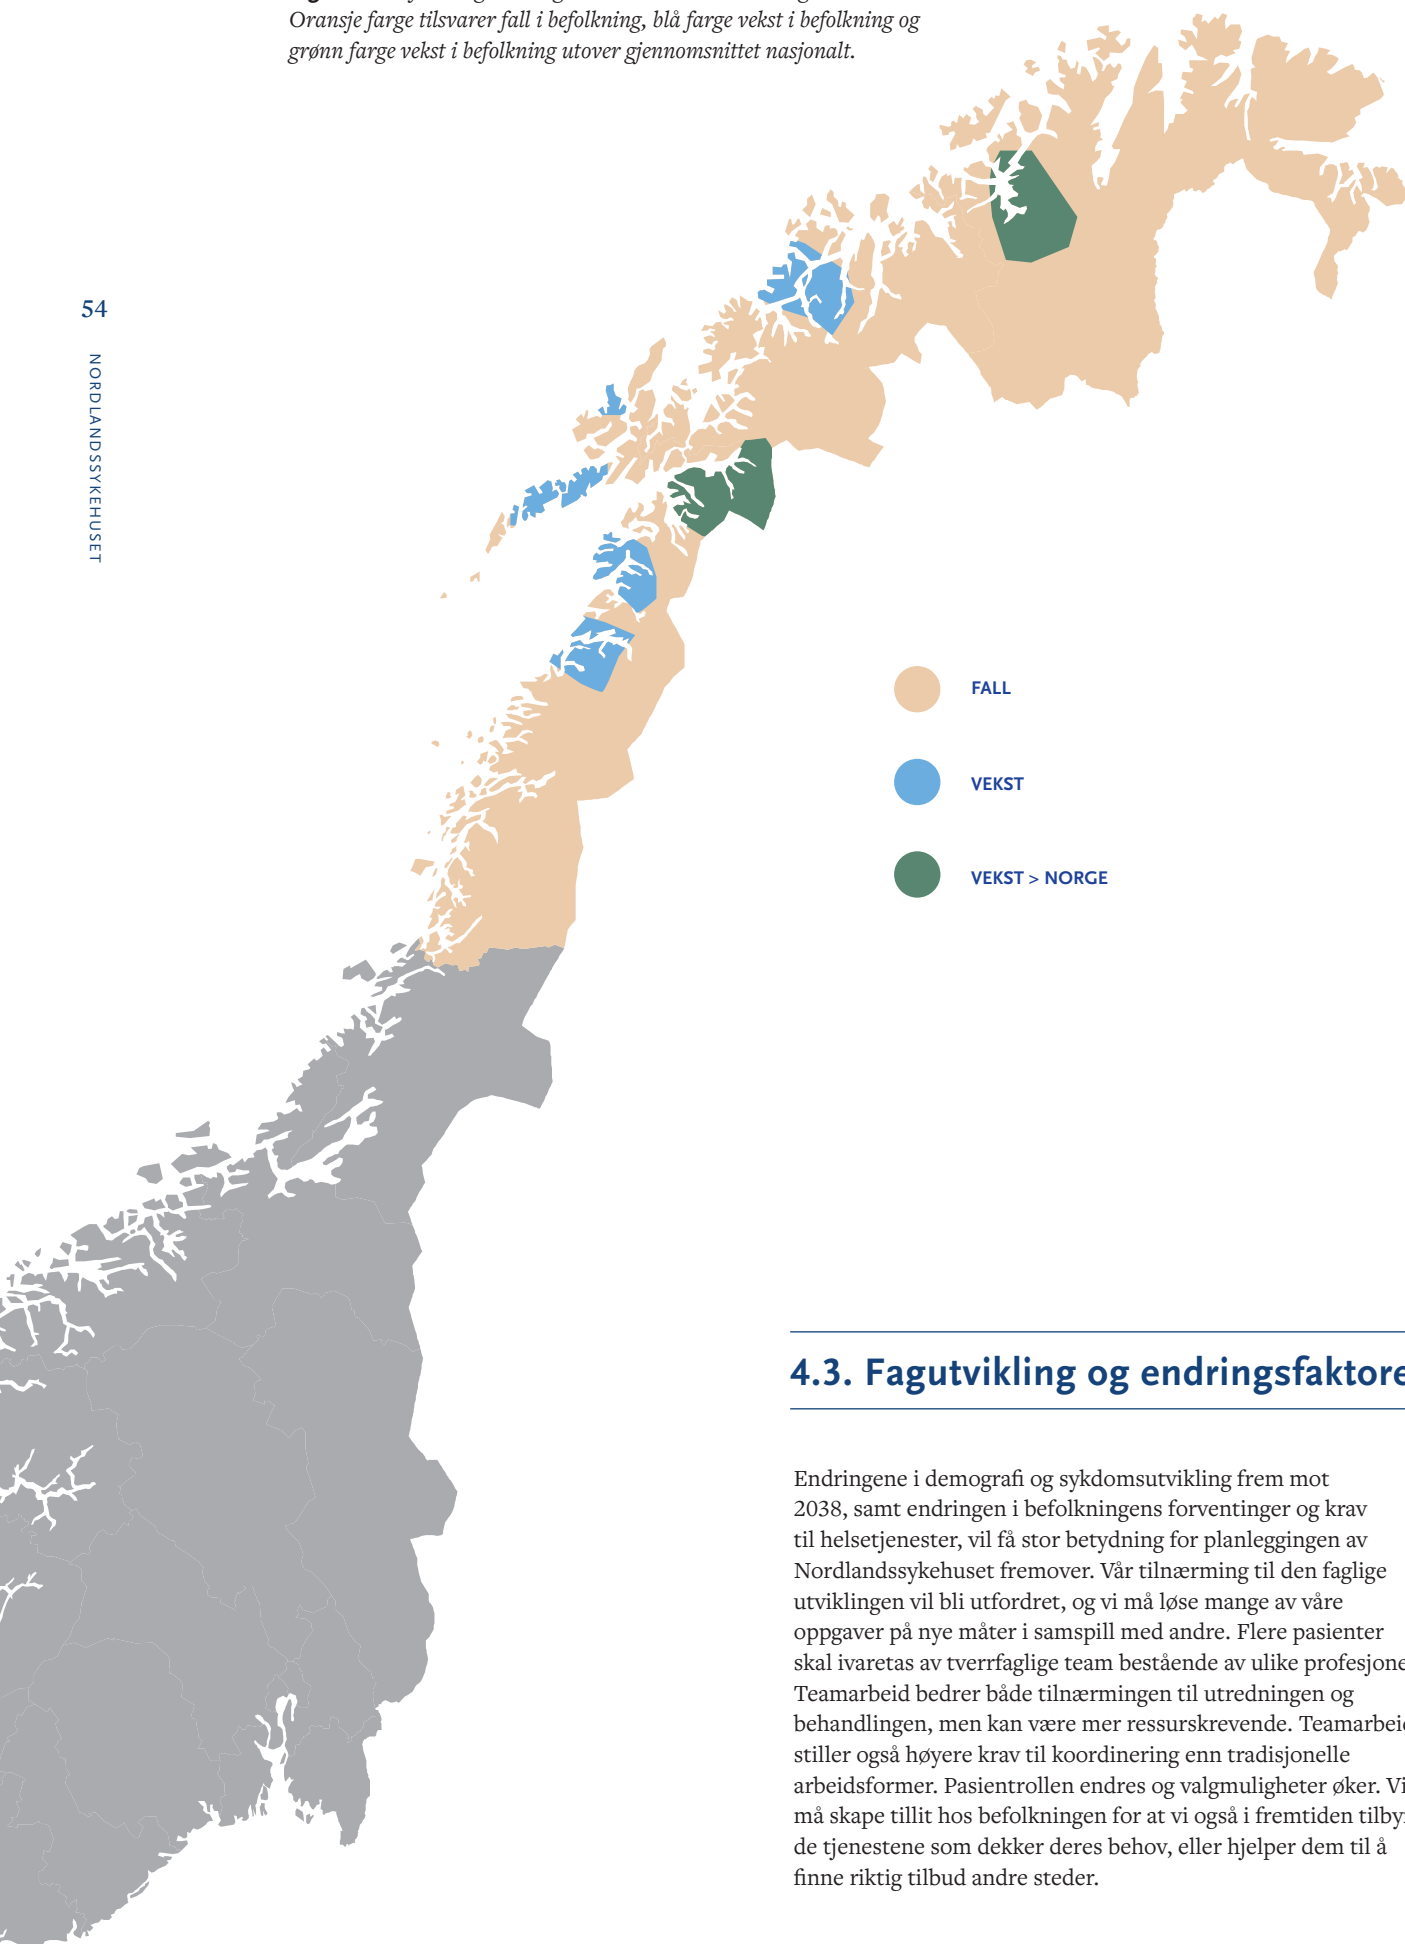 Oransje farge tilsvarer fall i befolkning, blå farge vekst i befolkning og
grønn farge vekst i befolkning utover gjennomsnittet nasjonalt.
54
NORDLANDSSYKEHUSET
FALL
VEKST
VEKST > NORGE
4.3. Fagutvikling og endringsfaktore
Endringene i demografi og sykdomsutvikling frem mot
2038, samt endringen i befolkningens forventinger og krav
til helsetjenester, vil få stor betydning for planleggingen av
Nordlandssykehuset fremover. Vår tilnærming til den faglige
utviklingen vil bli utfordret, og vi må løse mange av våre
oppgaver på nye måter i samspill med andre. Flere pasienter
skal ivaretas av tverrfaglige team bestående av ulike profesjone
Teamarbeid bedrer både tilnærmingen til utredningen og
behandlingen, men kan være mer ressurskrevende. Teamarbeid
stiller også høyere krav til koordinering enn tradisjonelle
arbeidsformer. Pasientrollen endres og valgmuligheter øker. Vi
må skape tillit hos befolkningen for at vi også i fremtiden tilbyr
de tjenestene som dekker deres behov, eller hjelper dem til å
finne riktig tilbud andre steder.